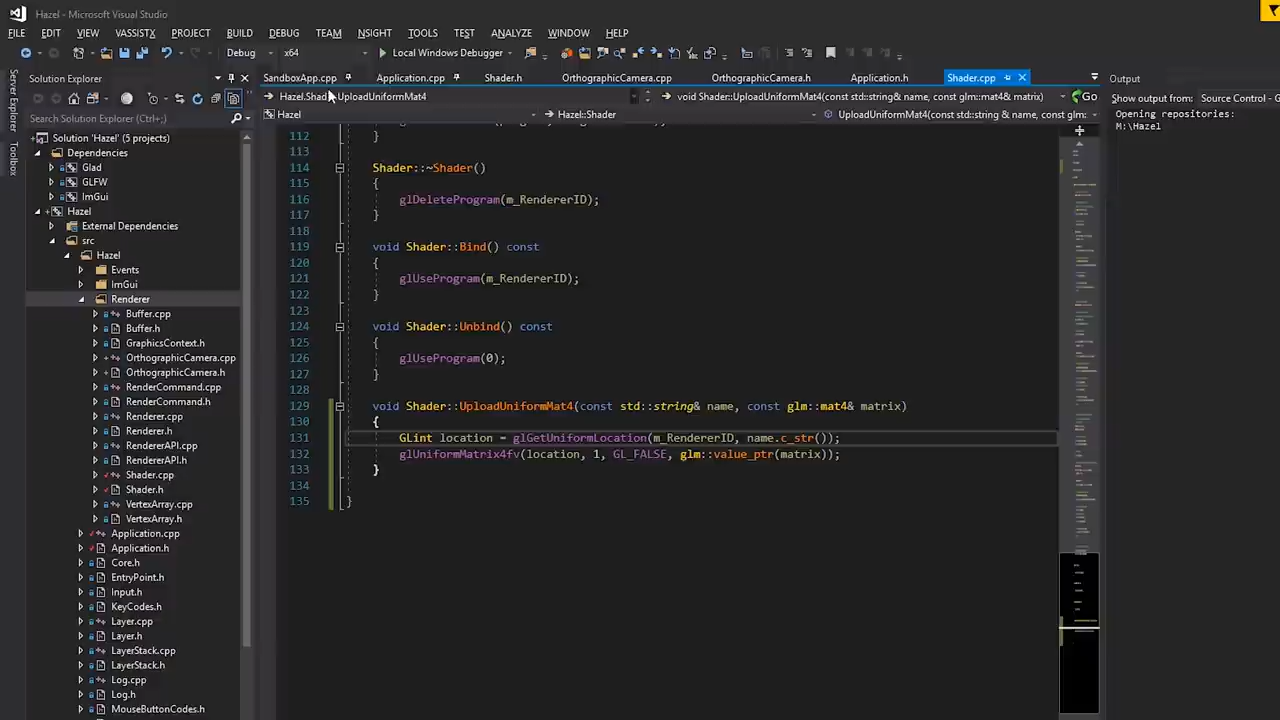 Hazel - Microsoft Visual Studio
FILE EDIT VIEW VASSISTX PROJECT BUILD DEBUG TEAM INSIGHT TOOLS TEST ANALYZE WINDOW HELP
Debug x64 Local Windows Debugger
Server Explorer
Toolbox
Solution Explorer
SandboxApp.cpp Application.cpp Shader.h OrthographicCamera.cpp OrthographicCamera.h Application.h Shader.cpp
Output
UploadUniformMat4 void Shader::UploadUniformMat4(const std::string& name, const glm::mat4& matrix) Go
Show output from: Source Control - G
Search Solution Explorer (Ctrl+;)
Hazel Hazel::Shader UploadUniformMat4(const std::string & name, const glm:
Opening repositories:
M:\Hazel
Solution 'Hazel' (5 projects)
Dependencies
Glad
GLFW
ImGui
Hazel
External Dependencies
src
Hazel
Events
ImGui
Renderer
Buffer.cpp
Buffer.h
GraphicsContext.h
OrthographicCamera.cpp
OrthographicCamera.h
RenderCommand.cpp
RenderCommand.h
Renderer.cpp
Renderer.h
RendererAPI.cpp
RendererAPI.h
Shader.cpp
Shader.h
VertexArray.cpp
VertexArray.h
Application.cpp
Application.h
Core.h
EntryPoint.h
Input.h
KeyCodes.h
Layer.cpp
Layer.h
LayerStack.cpp
LayerStack.h
Log.cpp
Log.h
MouseButtonCodes.h
112 }
113
114 Shader::~Shader()
115 {
116 glDeleteProgram(m_RendererID);
117 }
118
119 void Shader::Bind() const
120 {
121 glUseProgram(m_RendererID);
122 }
123
124 void Shader::Unbind() const
125 {
126 glUseProgram(0);
127 }
128
129 void Shader::UploadUniformMat4(const std::string& name, const glm::mat4& matrix)
130 {
131 GLint location = glGetUniformLocation(m_RendererID, name.c_str());
132 glUniformMatrix4fv(location, 1, GL_FALSE, glm::value_ptr(matrix));
133 }
134
135 }